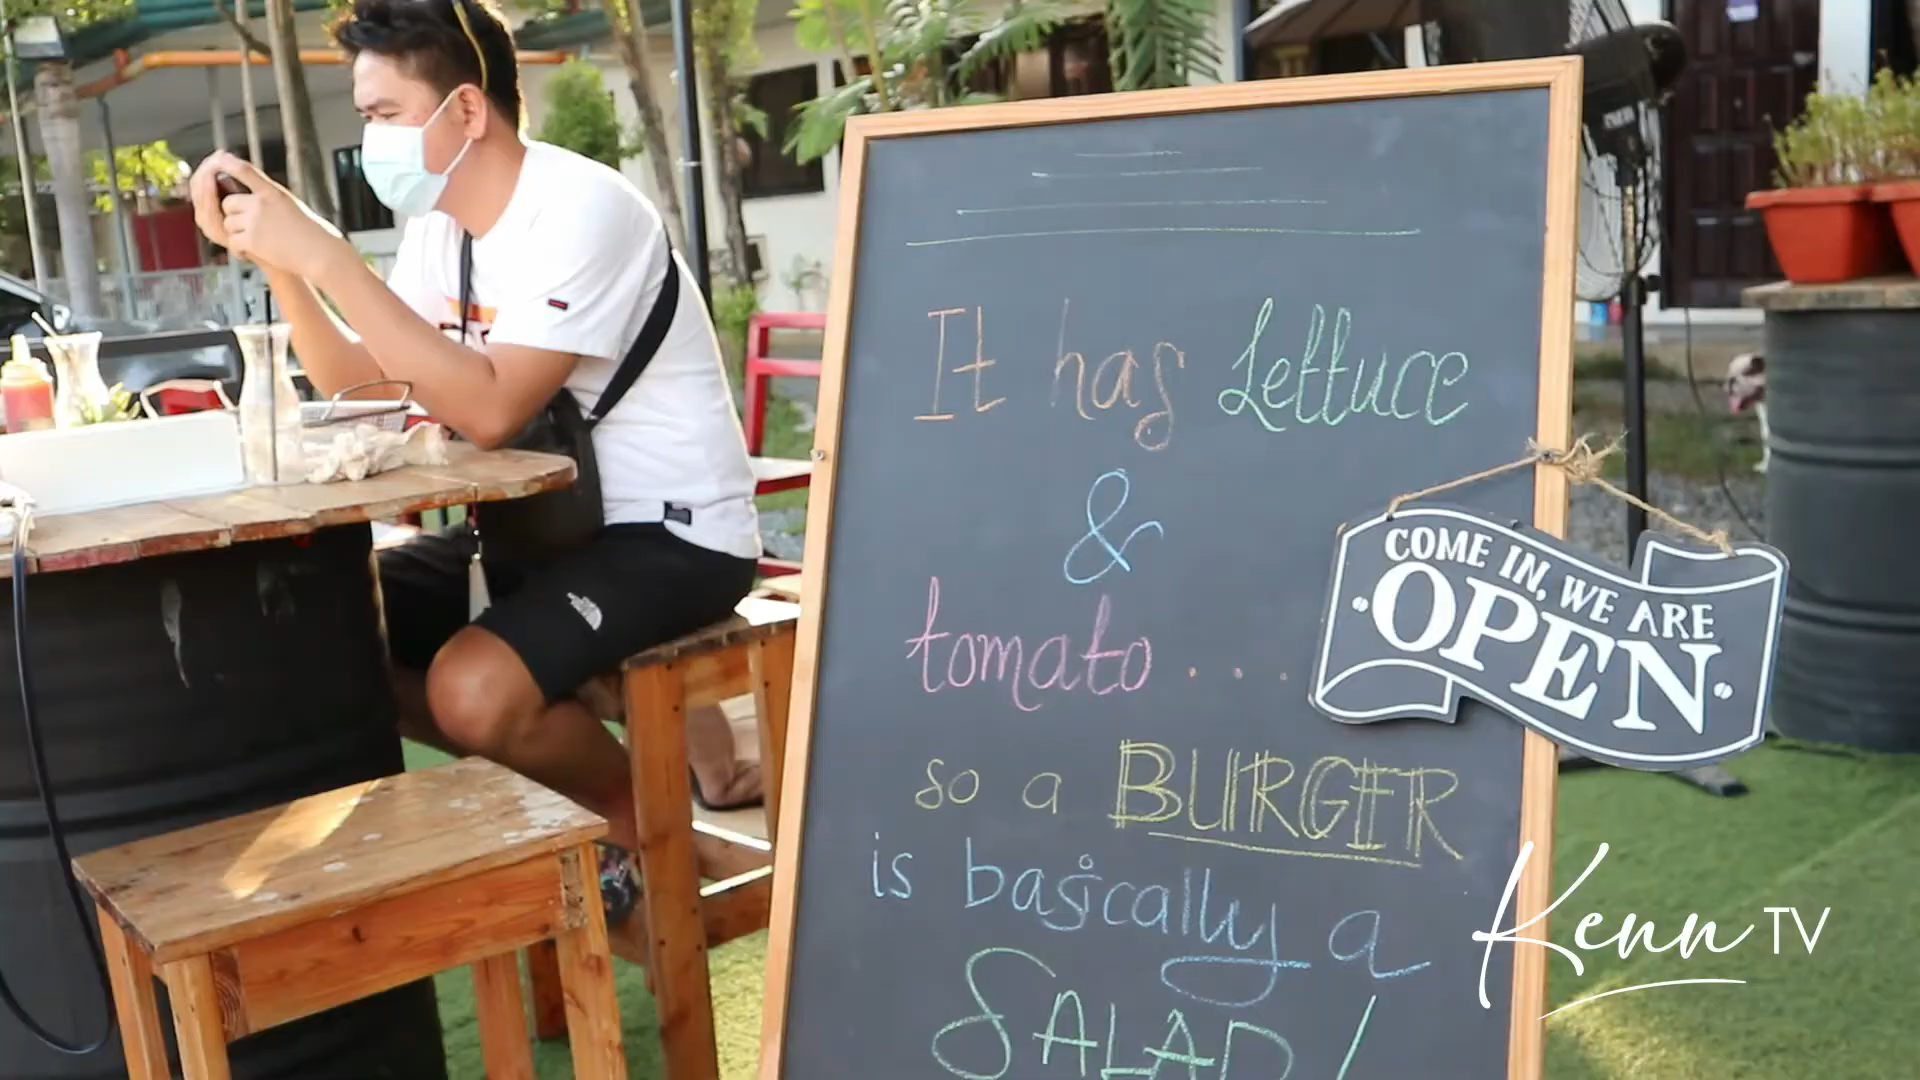 It has Lettuce
&
tomato....
so a BURGER
is basically a
SALAD!
COME IN, WE ARE
OPEN
Kenn TV